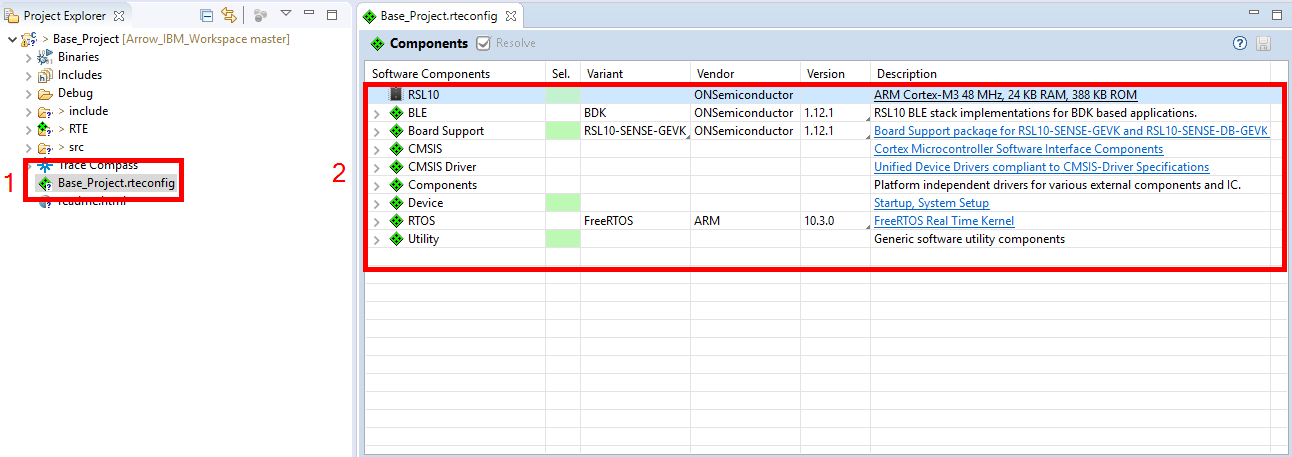 Project Explorer
> Base_Project [Arrow_IBM_Workspace master]
Binaries
Includes
Debug
> include
> RTE
> src
Trace Compass
1
Base_Project.rteconfig
readme.html
2
Base_Project.rteconfig
Components Resolve
Software Components Sel. Variant Vendor Version Description
RSL10 ONSemiconductor ARM Cortex-M3 48 MHz, 24 KB RAM, 388 KB ROM
BLE BDK ONSemiconductor 1.12.1 RSL10 BLE stack implementations for BDK based applications.
Board Support RSL10-SENSE-GEVK ONSemiconductor 1.12.1 Board Support package for RSL10-SENSE-GEVK and RSL10-SENSE-DB-GEVK
CMSIS Cortex Microcontroller Software Interface Components
CMSIS Driver Unified Device Drivers compliant to CMSIS-Driver Specifications
Components Platform independent drivers for various external components and IC.
Device Startup, System Setup
RTOS FreeRTOS ARM 10.3.0 FreeRTOS Real Time Kernel
Utility Generic software utility components